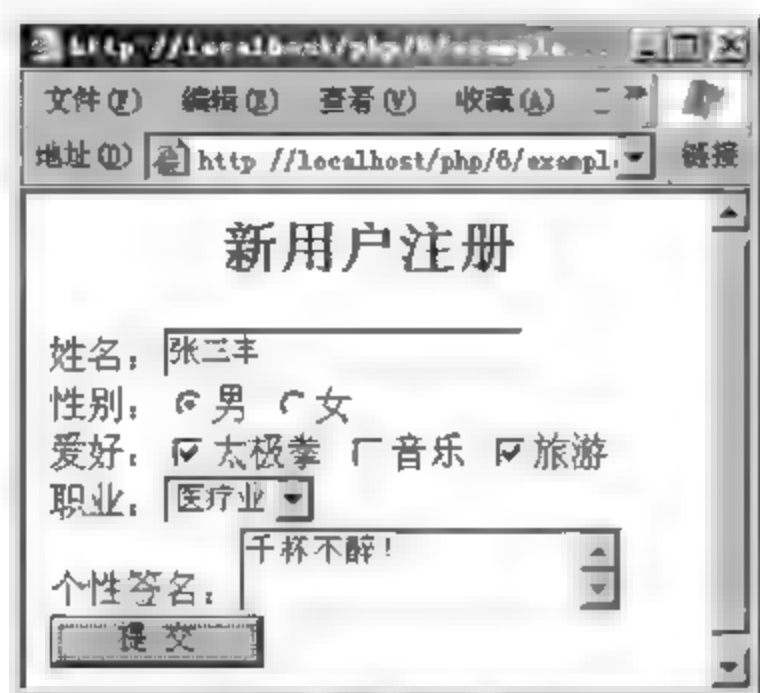 http://localhost/php/6/example...
文件(F) 编辑(E) 查看(V) 收藏(A)
地址(D) http //localhost/php/6/exampl 链接
新用户注册
姓名: 张三丰
性别: 男 女
爱好: 太极拳 音乐 旅游
职业: 医疗业
千杯不醉!
个性签名:
提 交